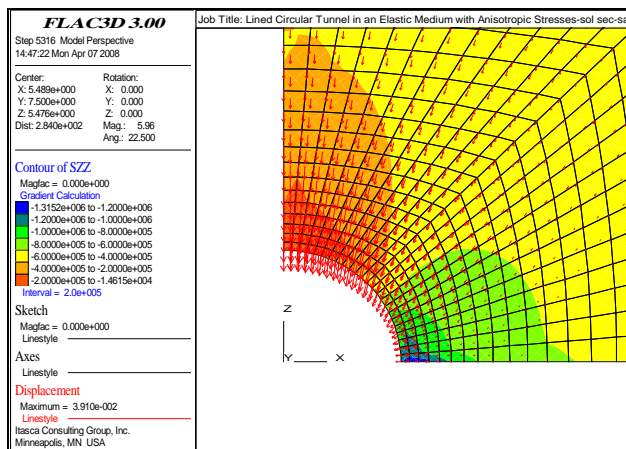 FLAC3D 3.00
Step 5316 Model Perspective
14:47:22 Mon Apr 07 2008
Center: Rotation:
X: 5.489e+000 X: 0.000
Y: 7.500e+000 Y: 0.000
Z: 5.476e+000 Z: 0.000
Dist: 2.840e+002 Mag.: 5.96
Ang.: 22.500
Contour of SZZ
Magfac = 0.000e+000
Gradient Calculation
-1.3152e+006 to -1.2000e+006
-1.2000e+006 to -1.0000e+006
-1.0000e+006 to -8.0000e+005
-8.0000e+005 to -6.0000e+005
-6.0000e+005 to -4.0000e+005
-4.0000e+005 to -2.0000e+005
-2.0000e+005 to -1.4615e+004
Interval = 2.0e+005
Sketch
Magfac = 0.000e+000
Linestyle
Axes
Linestyle
Displacement
Maximum = 3.910e-002
Linestyle
Itasca Consulting Group, Inc.
Minneapolis, MN USA
Job Title: Lined Circular Tunnel in an Elastic Medium with Anisotropic Stresses-sol sec-sa
Z
Y X